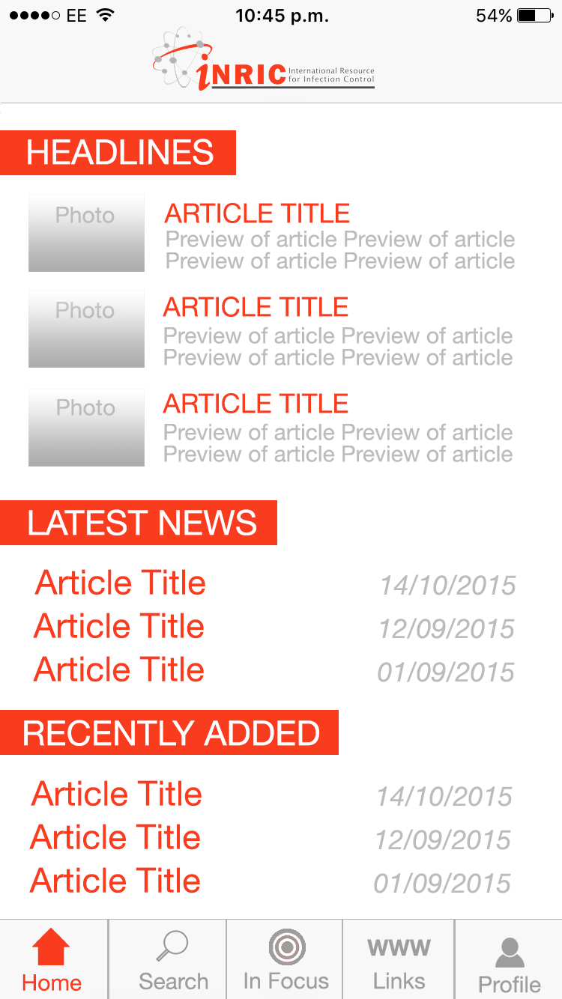 EE 10:45 p.m. 54%
iNRIC International Resource
for Infection Control
HEADLINES
Photo
ARTICLE TITLE
Preview of article Preview of article
Preview of article Preview of article
Photo
ARTICLE TITLE
Preview of article Preview of article
Preview of article Preview of article
Photo
ARTICLE TITLE
Preview of article Preview of article
Preview of article Preview of article
LATEST NEWS
Article Title 14/10/2015
Article Title 12/09/2015
Article Title 01/09/2015
RECENTLY ADDED
Article Title 14/10/2015
Article Title 12/09/2015
Article Title 01/09/2015
www
Home Search In Focus Links Profile